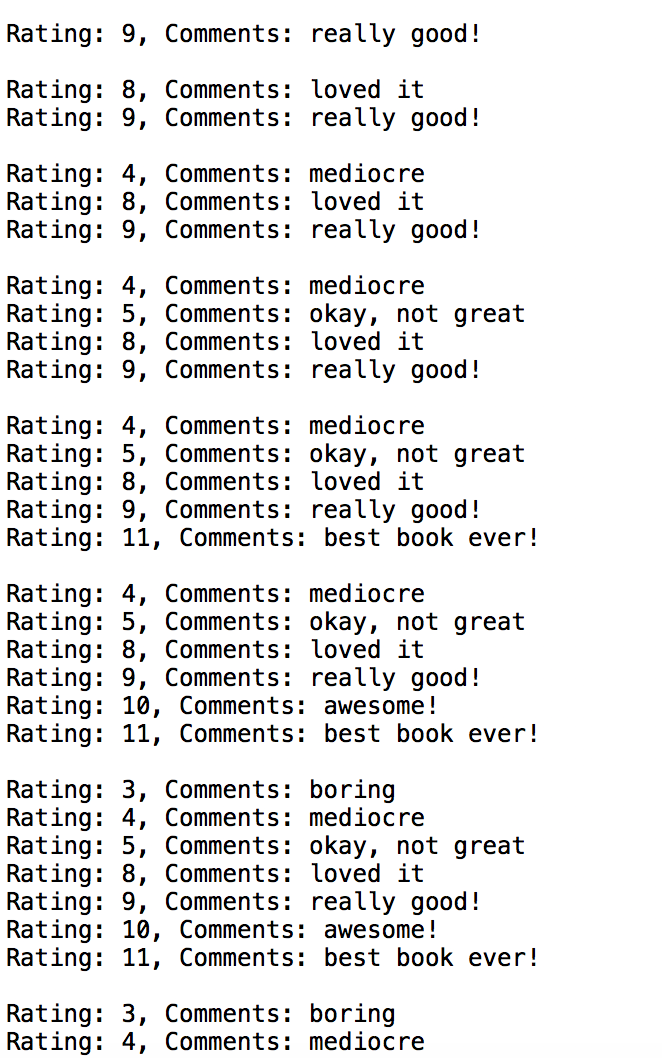 Rating: 9, Comments: really good!
Rating: 8, Comments: loved it
Rating: 9, Comments: really good!
Rating: 4, Comments: mediocre
Rating: 8, Comments: loved it
Rating: 9, Comments: really good!
Rating: 4, Comments: mediocre
Rating: 5, Comments: okay, not great
Rating: 8, Comments: loved it
Rating: 9, Comments: really good!
Rating: 4, Comments: mediocre
Rating: 5, Comments: okay, not great
Rating: 8, Comments: loved it
Rating: 9, Comments: really good!
Rating: 11, Comments: best book ever!
Rating: 4, Comments: mediocre
Rating: 5, Comments: okay, not great
Rating: 8, Comments: loved it
Rating: 9, Comments: really good!
Rating: 10, Comments: awesome!
Rating: 11, Comments: best book ever!
Rating: 3, Comments: boring
Rating: 4, Comments: mediocre
Rating: 5, Comments: okay, not great
Rating: 8, Comments: loved it
Rating: 9, Comments: really good!
Rating: 10, Comments: awesome!
Rating: 11, Comments: best book ever!
Rating: 3, Comments: boring
Rating: 4, Comments: mediocre